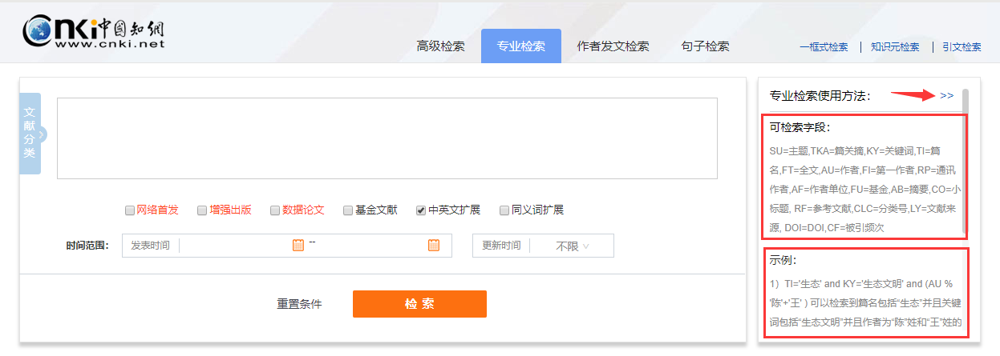 Cnki中国知網
www.cnki.net
高级检索 专业检索 作者发文检索 句子检索 一框式检索 知识元检索 引文检索
文献分类
网络首发 增强出版 数据论文 基金文献 中英文扩展 同义词扩展
时间范围: 发表时间 -- 更新时间 不限
重置条件 检 索
专业检索使用方法: >>
可检索字段:
SU=主题,TKA=篇关摘,KY=关键词,TI=篇
名,FT=全文,AU=作者,FI=第一作者,RP=通讯
作者,AF=作者单位,FU=基金,AB=摘要,CO=小
标题, RF=参考文献,CLC=分类号,LY=文献来
源, DOI=DOI,CF=被引频次
示例:
1）TI='生态' and KY='生态文明' and (AU %
'陈'+'王' ) 可以检索到篇名包括“生态”并且关键
词包括“生态文明”并且作者为“陈”姓和“王”姓的